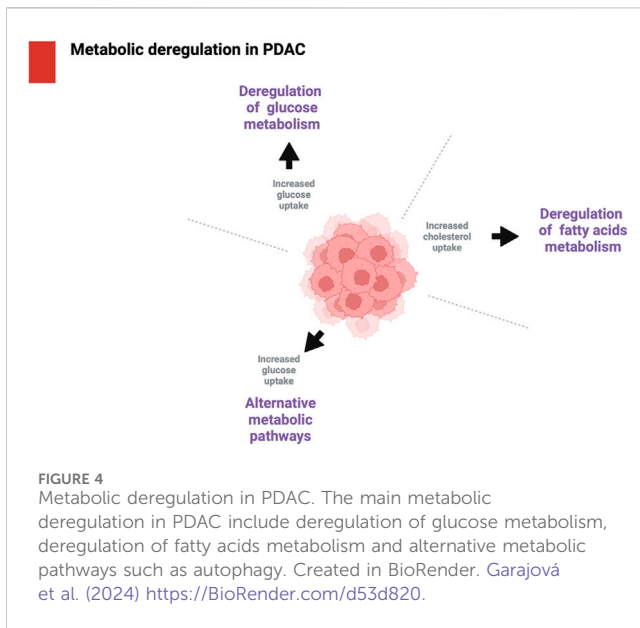 Metabolic deregulation in PDAC
Deregulation
of glucose
metabolism
Increased
glucose
uptake
Increased
cholesterol
uptake
Deregulation
of fatty acids
metabolism
Increased
glucose
uptake
Alternative
metabolic
pathways
FIGURE 4
Metabolic deregulation in PDAC. The main metabolic
deregulation in PDAC include deregulation of glucose metabolism,
deregulation of fatty acids metabolism and alternative metabolic
pathways such as autophagy. Created in BioRender. Garajová
et al. (2024) https://BioRender.com/d53d820.